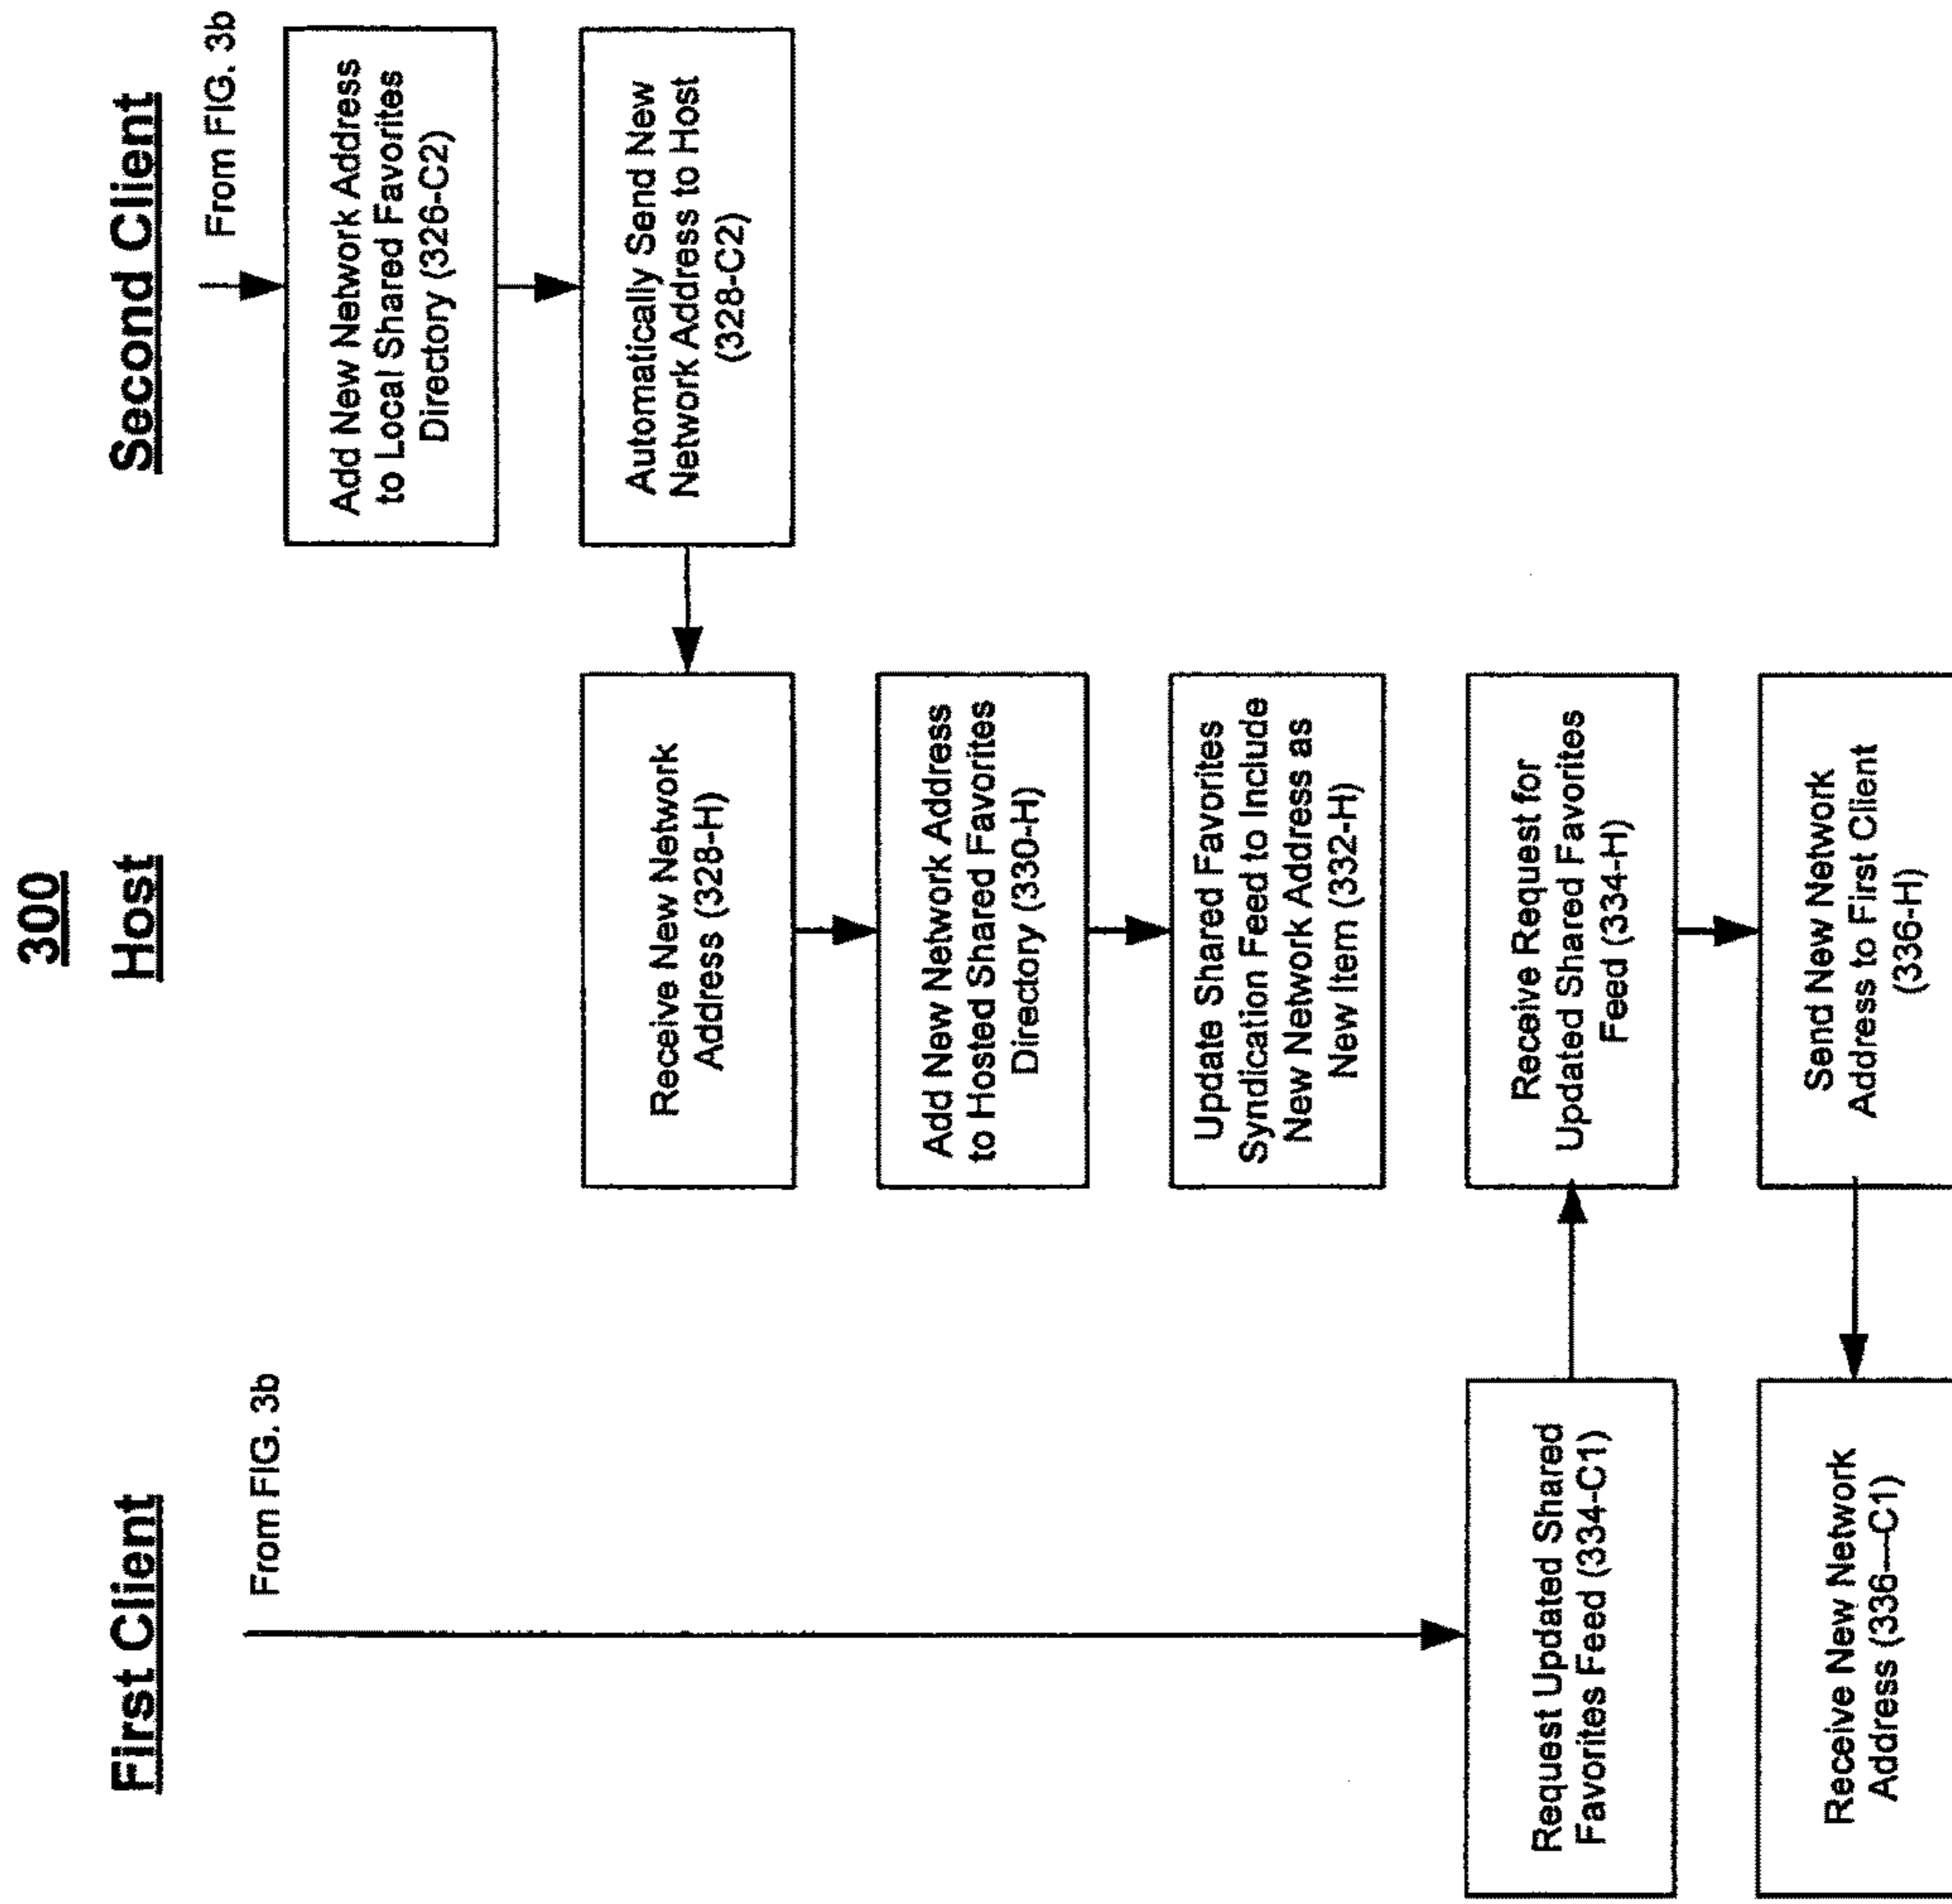 300
First Client
Host
Second Client
From FIG. 3b
From FIG. 3b
Add New Network Address
to Local Shared Favorites
Directory (326-C2)
Automatically Send New
Network Address to Host
(328-C2)
Receive New Network
Address (328-H)
Add New Network Address
to Hosted Shared Favorites
Directory (330-H)
Update Shared Favorites
Syndication Feed to Include
New Network Address as
New Item (332-H)
Request Updated Shared
Favorites Feed (334-C1)
Receive Request for
Updated Shared Favorites
Feed (334-H)
Send New Network
Address to First Client
(336-H)
Receive New Network
Address (336---C1)